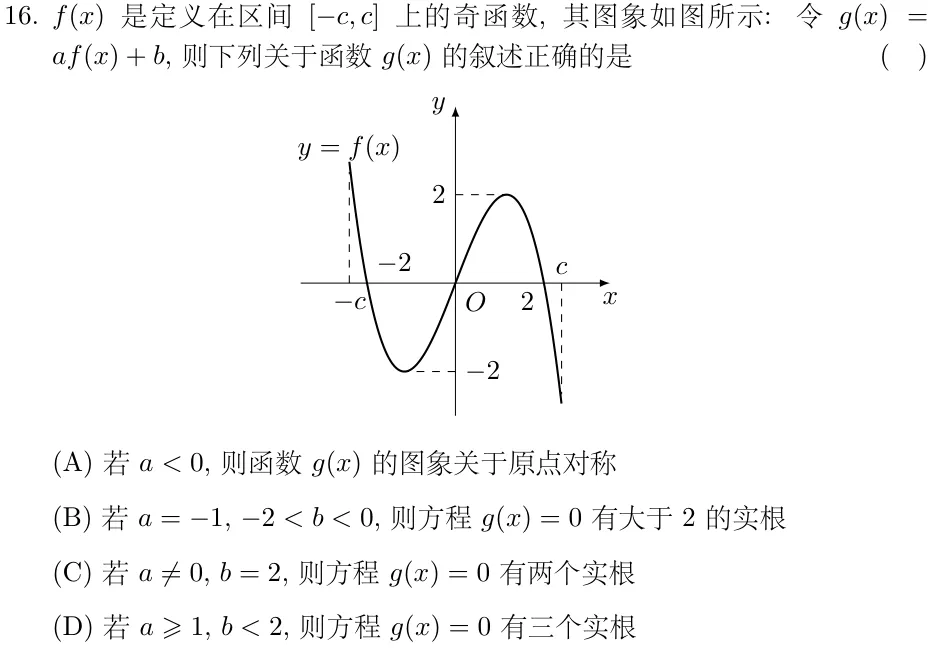 16. f(x) 是定义在区间 [−c, c] 上的奇函数, 其图象如图所示: 令 g(x) =
af(x) + b, 则下列关于函数 g(x) 的叙述正确的是 ( )
y
y = f(x)
2
−2
c
−c
O
2
x
−2
(A) 若 a < 0, 则函数 g(x) 的图象关于原点对称
(B) 若 a = −1, −2 < b < 0, 则方程 g(x) = 0 有大于 2 的实根
(C) 若 a ≠ 0, b = 2, 则方程 g(x) = 0 有两个实根
(D) 若 a ⩾ 1, b < 2, 则方程 g(x) = 0 有三个实根